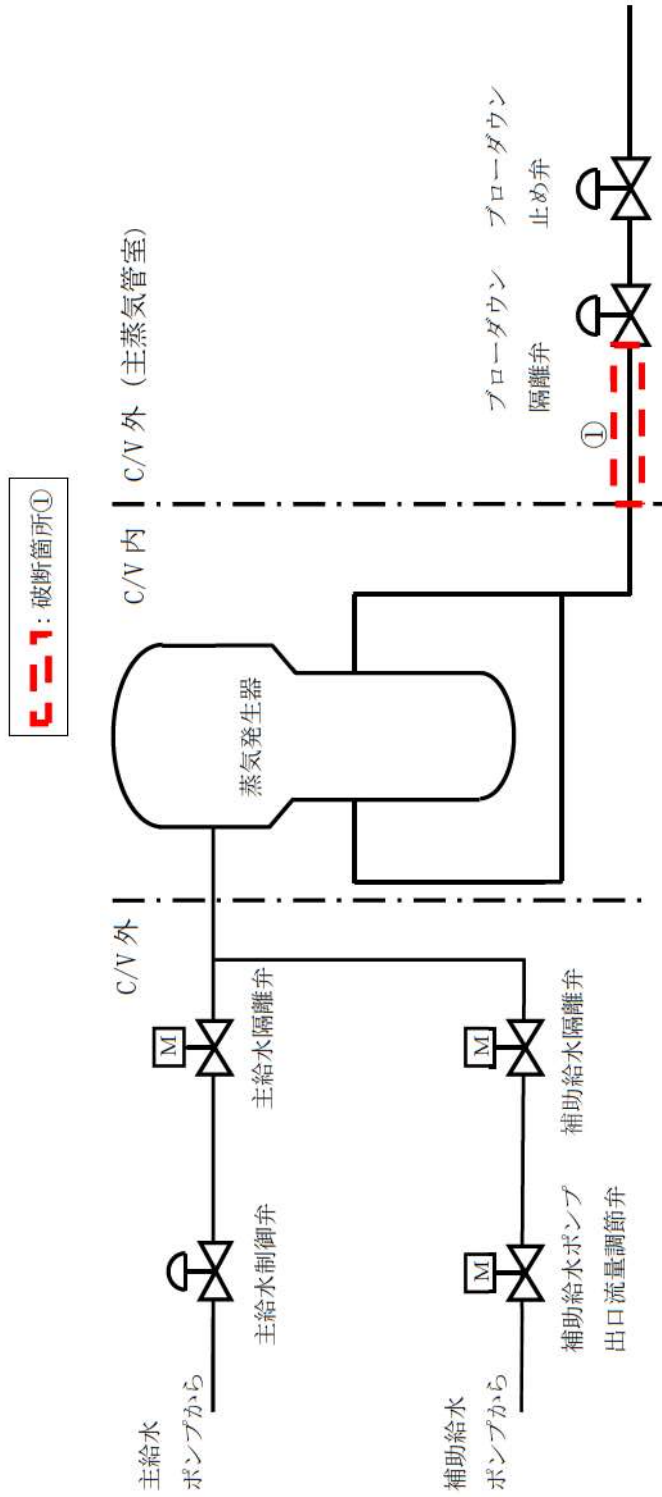 :破断箇所①
C/V 外
C/V 内
C/V 外 (主蒸気管室)
主給水
ポンプから
主給水制御弁
M
主給水隔離弁
蒸気発生器
補助給水
ポンプから
M
補助給水ポンプ
出口流量調節弁
M
補助給水隔離弁
①
ブローダウン
隔離弁
ブローダウン
止め弁